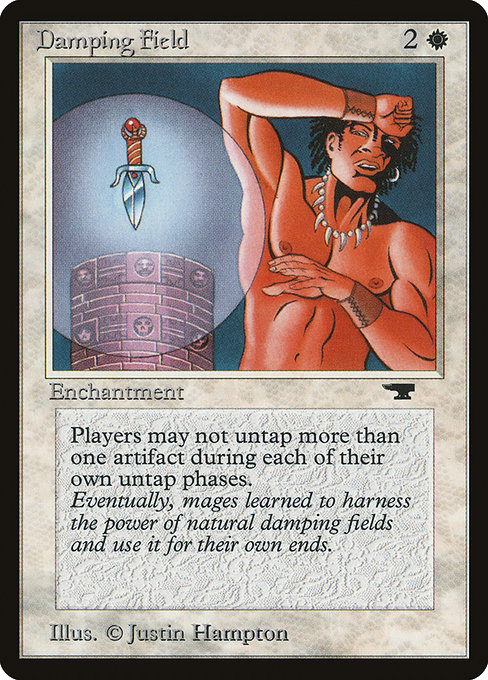 Damping Field 2
Enchantment
Players may not untap more than
one artifact during each of their
own untap phases.
Eventually, mages learned to harness
the power of natural damping fields
and use it for their own ends.
Illus. © Justin Hampton